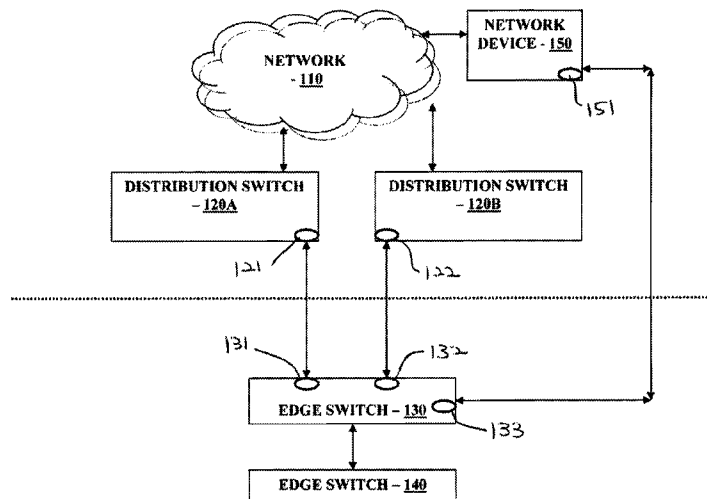 NETWORK
- 110
NETWORK
DEVICE - 150
151
DISTRIBUTION SWITCH
– 120A
DISTRIBUTION SWITCH
– 120B
121
122
131
132
EDGE SWITCH – 130
133
EDGE SWITCH – 140